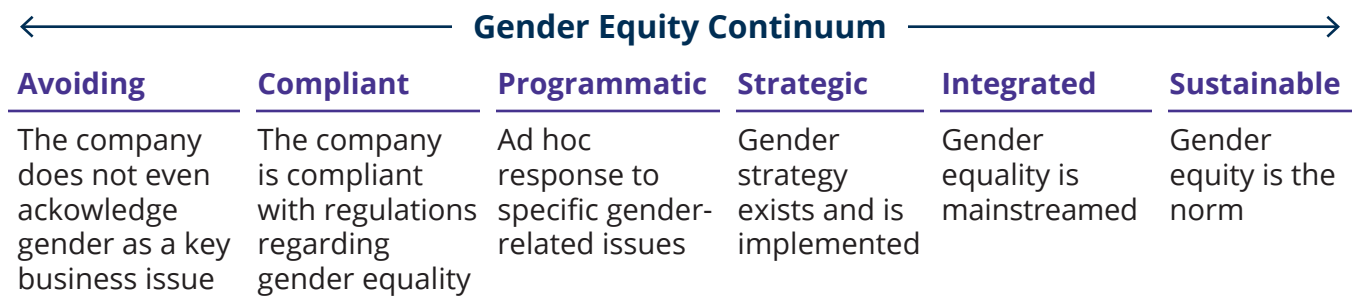 Gender Equity Continuum
Avoiding
The company
does not even
ackowledge
gender as a key
business issue
Compliant
The company
is compliant
with regulations
regarding
gender equality
Programmatic
Ad hoc
response to
specific gender-
related issues
Strategic
Gender
strategy
exists and is
implemented
Integrated
Gender
equality is
mainstreamed
Sustainable
Gender
equity is the
norm